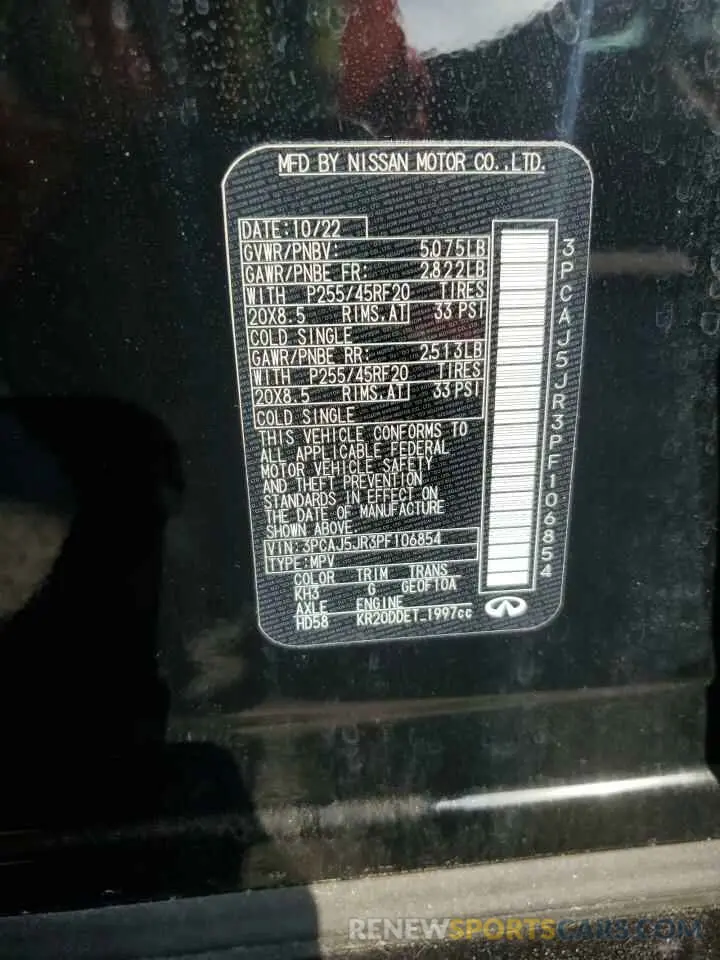 MFD BY NISSAN MOTOR CO.,LTD.
DATE:10/22
GVWR/PNBV: 5075LB
GAWR/PNBE FR: 2822LB
WITH P255/45RF20 TIRES
20X8.5 RIMS.AT 33 PSI
COLD SINGLE
GAWR/PNBE RR: 2513LB
WITH P255/45RF20 TIRES
20X8.5 RIMS.AT 33 PSI
COLD SINGLE
THIS VEHICLE CONFORMS TO
ALL APPLICABLE FEDERAL
MOTOR VEHICLE SAFETY
AND THEFT PREVENTION
STANDARDS IN EFFECT ON
THE DATE OF MANUFACTURE
SHOWN ABOVE.
VIN:3PCAJ5JR3PF106854
TYPE:MPV
COLOR TRIM TRANS
KH3 G GE0F10A
AXLE ENGINE
HD58 KR20DDET 1997cc
3PCAJ5JR3PF106854
RENEWSPORTSCARS.COM